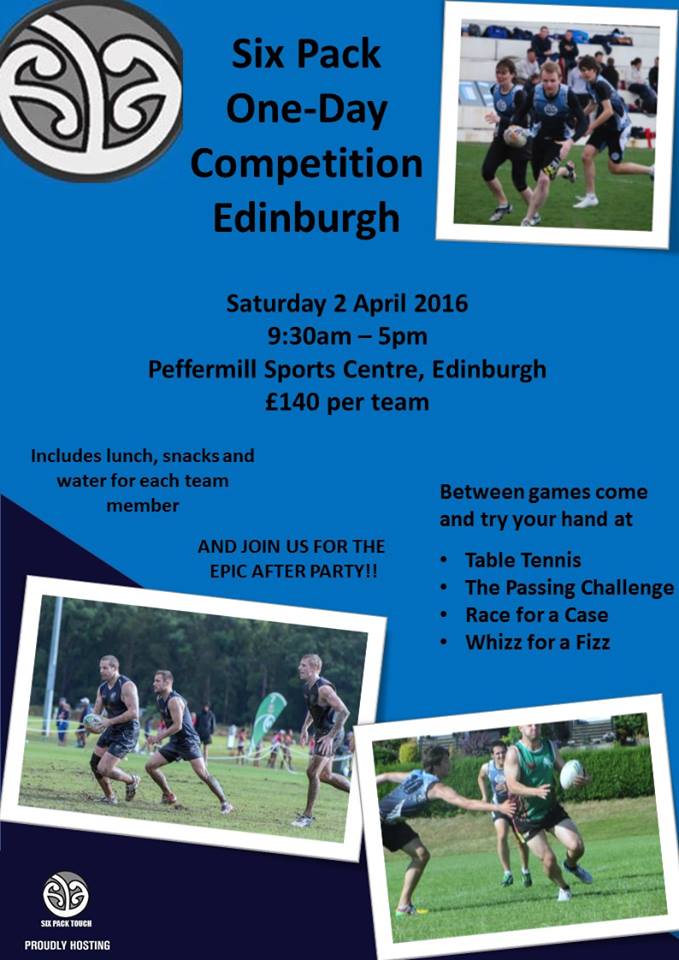 Six Pack
One-Day
Competition
Edinburgh
Saturday 2 April 2016
9:30am – 5pm
Peffermill Sports Centre, Edinburgh
£140 per team
Includes lunch, snacks and
water for each team
member
AND JOIN US FOR THE
EPIC AFTER PARTY!!
Between games come
and try your hand at
• Table Tennis
• The Passing Challenge
• Race for a Case
• Whizz for a Fizz
SIX PACK TOUCH
PROUDLY HOSTING